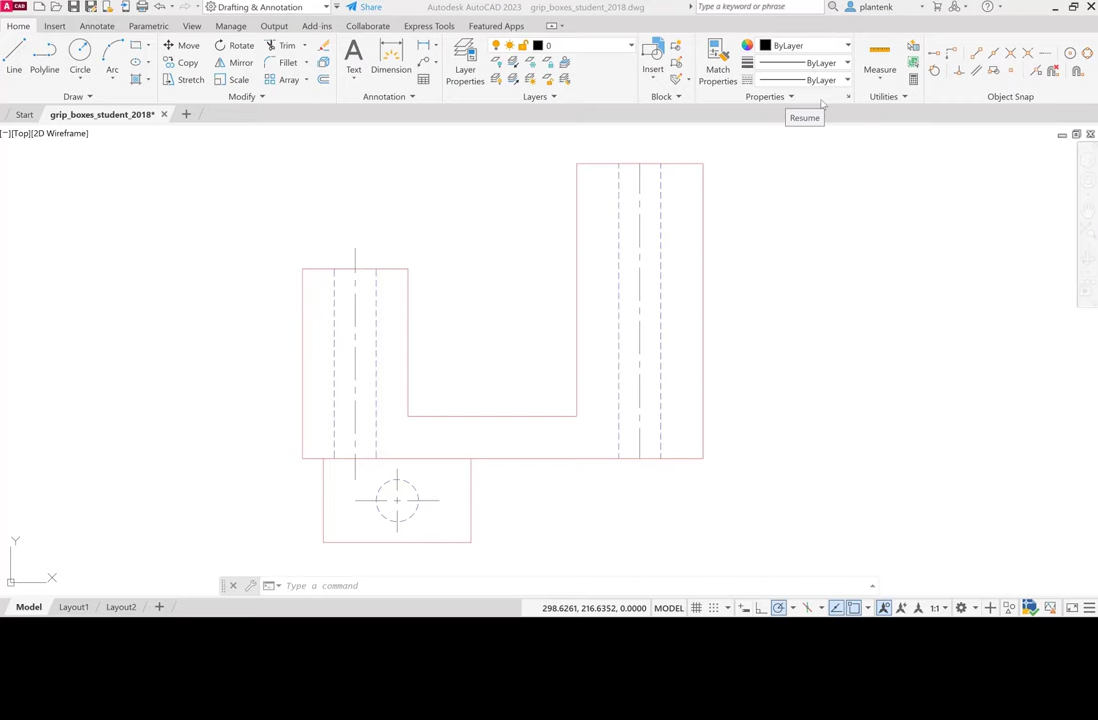 CAD
Drafting & Annotation
Share
Autodesk AutoCAD 2023 grip_boxes_student_2018.dwg
Type a keyword or phrase
plantenk
Home Insert Annotate Parametric View Manage Output Add-ins Collaborate Express Tools Featured Apps
Line Polyline Circle Arc
Move Rotate Trim
Copy Mirror Fillet
Stretch Scale Array
Text Dimension
Layer Properties
0
Insert
Match Properties
ByLayer
ByLayer
ByLayer
Measure
Draw Modify Annotation Layers Block Properties Utilities Object Snap
Start grip_boxes_student_2018*
Resume
[−][Top][2D Wireframe]
Y
X
Type a command
Model Layout1 Layout2
298.6261, 216.6352, 0.0000 MODEL
1:1